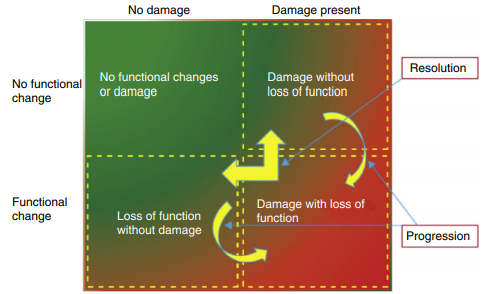 No damage
Damage present
No functional
change
No functional changes
or damage
Damage without
loss of function
Resolution
Functional
change
Loss of function
without damage
Damage with loss of
function
Progression